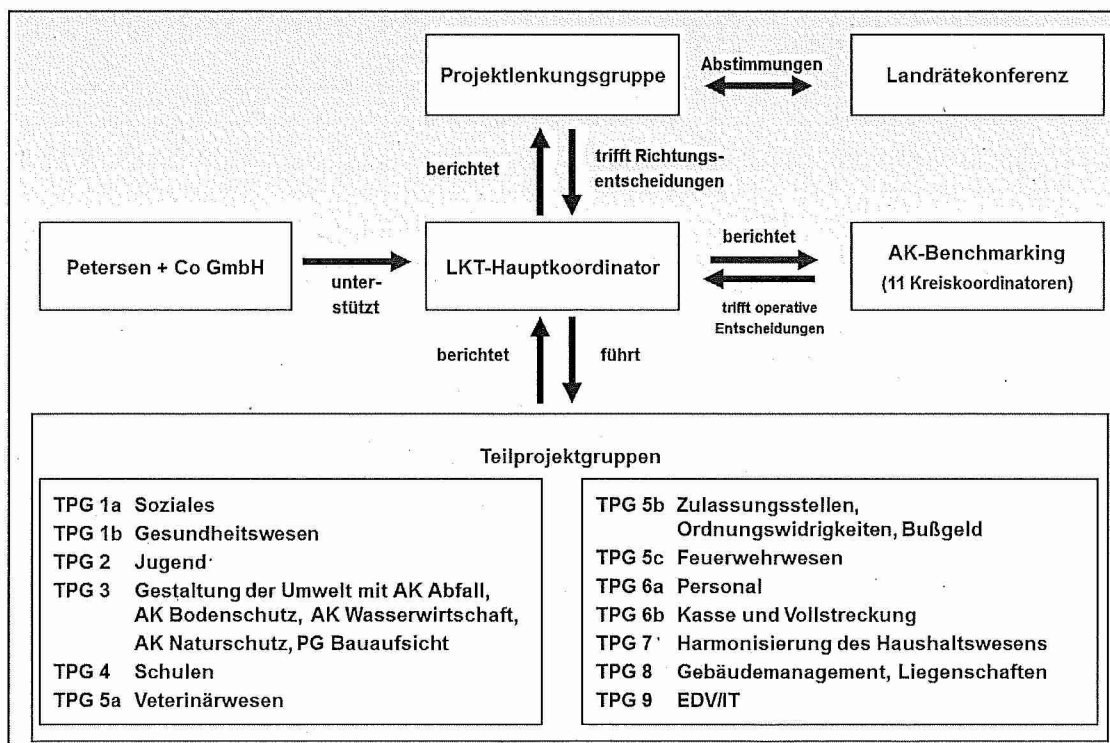 Projektlenkungsgruppe
Abstimmungen
Landrätekonferenz
berichtet
trifft Richtungs-
entscheidungen
Petersen + Co GmbH
unter-
stützt
LKT-Hauptkoordinator
berichtet
trifft operative
Entscheidungen
AK-Benchmarking
(11 Kreiskoordinatoren)
berichtet
führt
Teilprojektgruppen
TPG 1a Soziales
TPG 1b Gesundheitswesen
TPG 2 Jugend
TPG 3 Gestaltung der Umwelt mit AK Abfall,
AK Bodenschutz, AK Wasserwirtschaft,
AK Naturschutz, PG Bauaufsicht
TPG 4 Schulen
TPG 5a Veterinärwesen
TPG 5b Zulassungsstellen,
Ordnungswidrigkeiten, Bußgeld
TPG 5c Feuerwehrwesen
TPG 6a Personal
TPG 6b Kasse und Vollstreckung
TPG 7 Harmonisierung des Haushaltswesens
TPG 8 Gebäudemanagement, Liegenschaften
TPG 9 EDV/IT